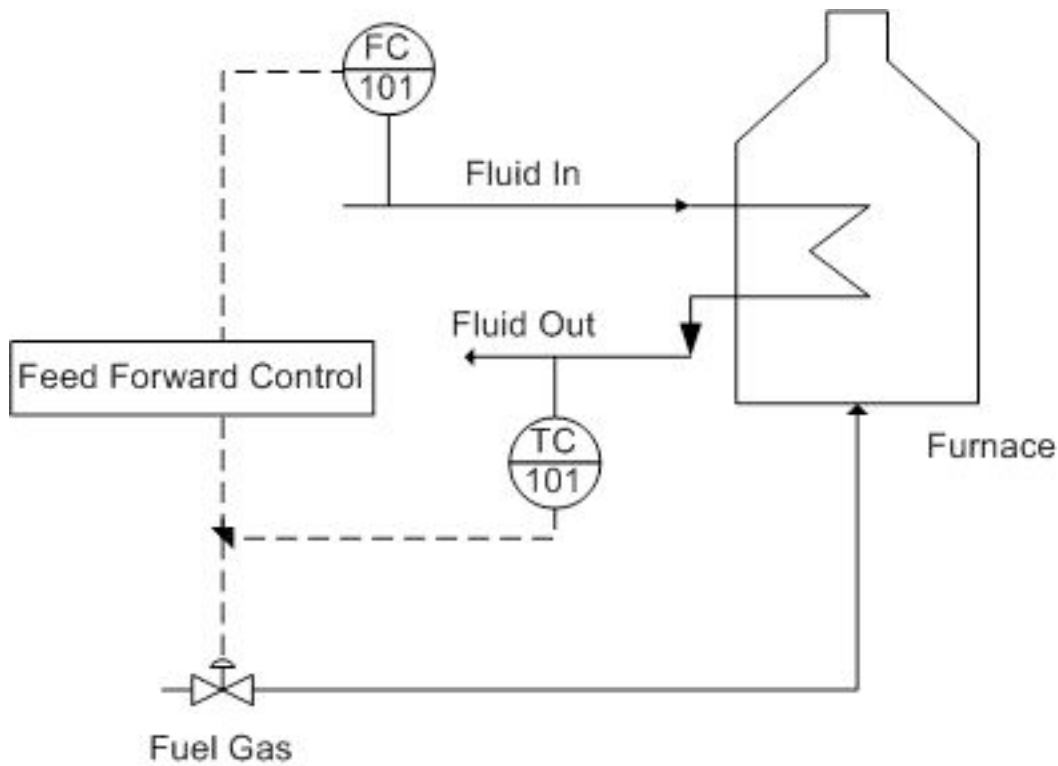 FC
101
Fluid In
Fluid Out
Feed Forward Control
TC
101
Furnace
Fuel Gas